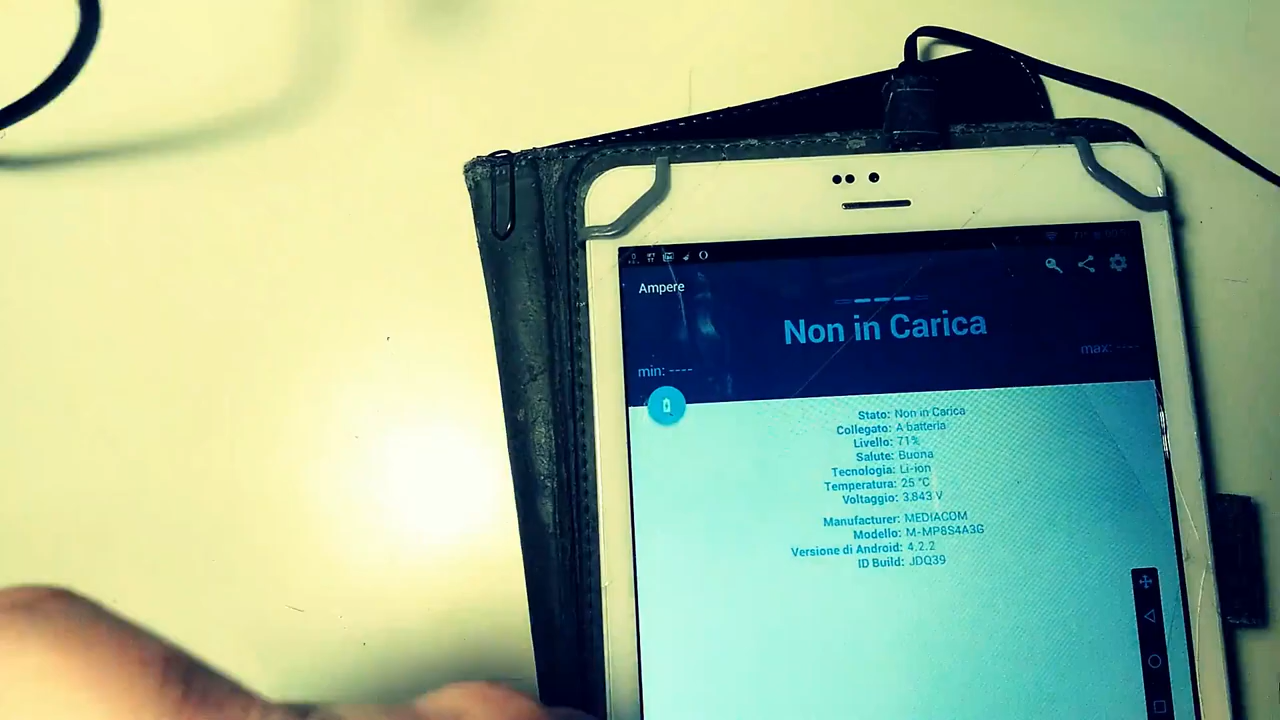 Ampere
Non in Carica
max: ----
min: ----
Stato: Non in Carica
Collegato: A batteria
Livello: 71%
Salute: Buona
Tecnologia: Li-ion
Temperatura: 25 °C
Voltaggio: 3,843 V
Manufacturer: MEDIACOM
Modello: M-MP8S4A3G
Versione di Android: 4.2.2
ID Build: JDQ39